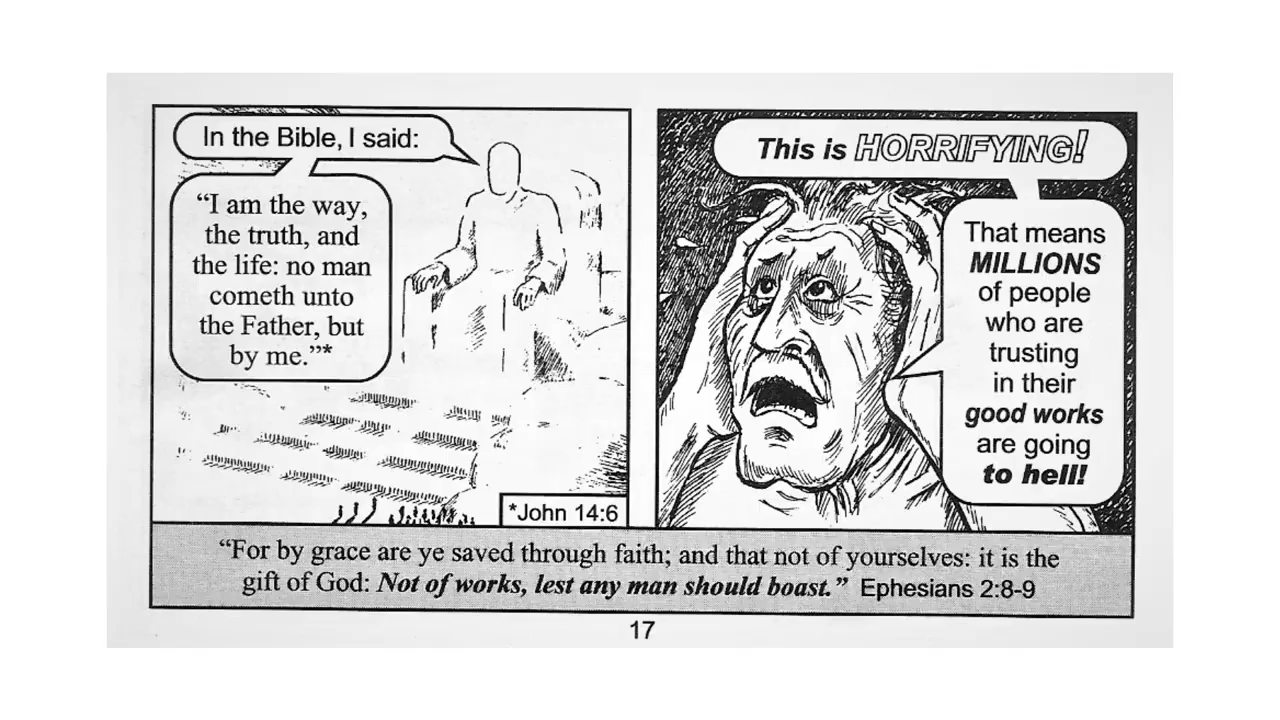 In the Bible, I said:
“I am the way,
the truth, and
the life: no man
cometh unto
the Father, but
by me.”*
*John 14:6
This is HORRIFYING!
That means
MILLIONS
of people
who are
trusting
in their
good works
are going
to hell!
“For by grace are ye saved through faith; and that not of yourselves: it is the
gift of God: Not of works, lest any man should boast.” Ephesians 2:8-9
17